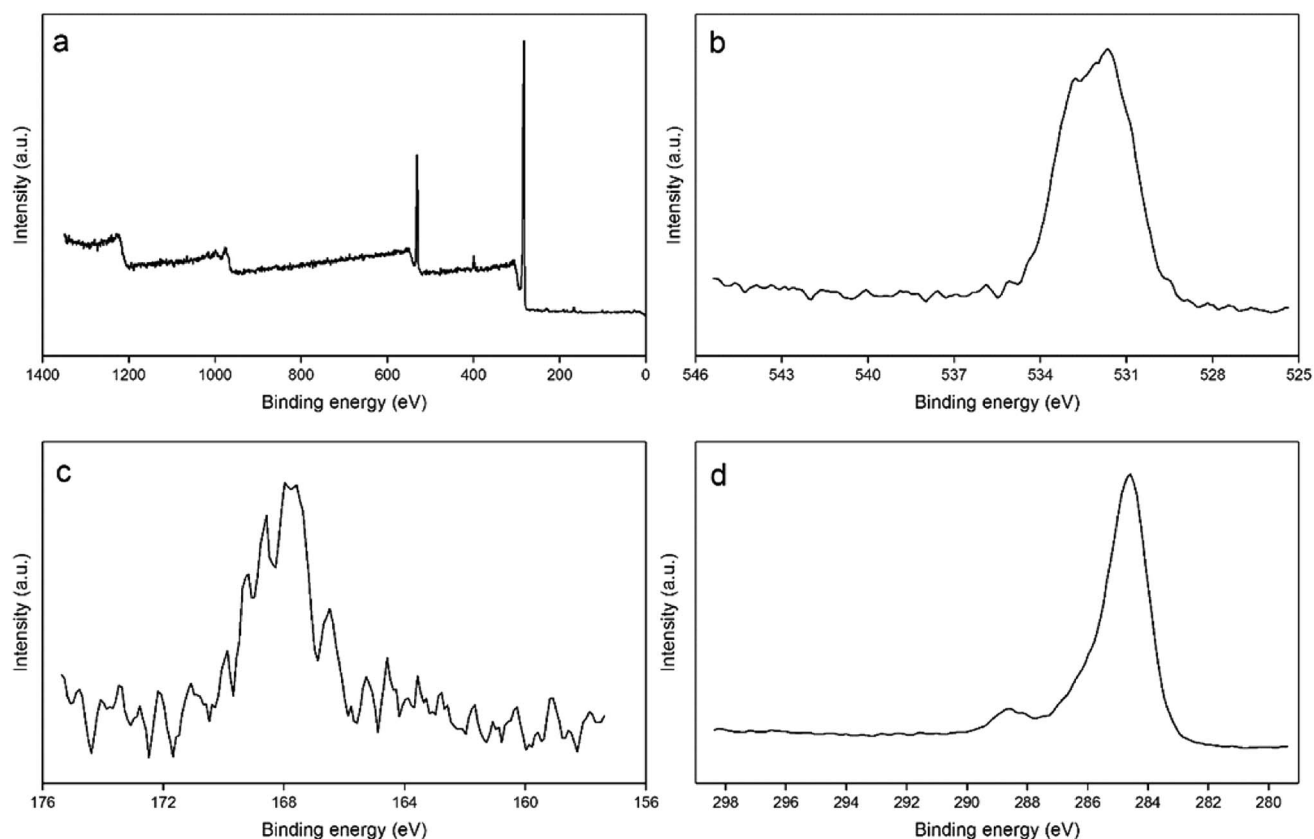 a
Intensity (a.u.)
1400 1200 1000 800 600 400 200 0
Binding energy (eV)
b
Intensity (a.u.)
546 543 540 537 534 531 528 525
Binding energy (eV)
c
Intensity (a.u.)
176 172 168 164 160 156
Binding energy (eV)
d
Intensity (a.u.)
298 296 294 292 290 288 286 284 282 280
Binding energy (eV)